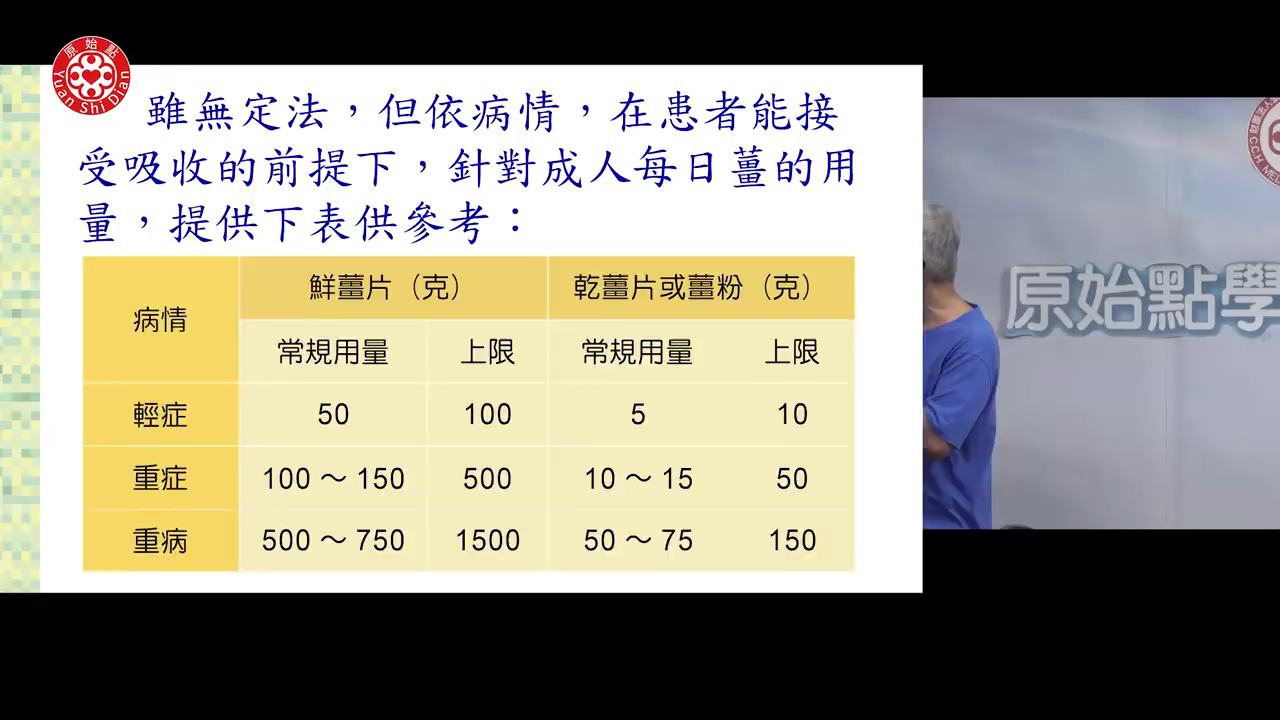 原始點
Yuan Shi Dian
雖無定法，但依病情，在患者能接
受吸收的前提下，針對成人每日薑的用
量，提供下表供參考：
病情
鮮薑片（克）
乾薑片或薑粉（克）
常規用量 上限 常規用量 上限
輕症 50 100 5 10
重症 100～150 500 10～15 50
重病 500～750 1500 50～75 150
原始點學